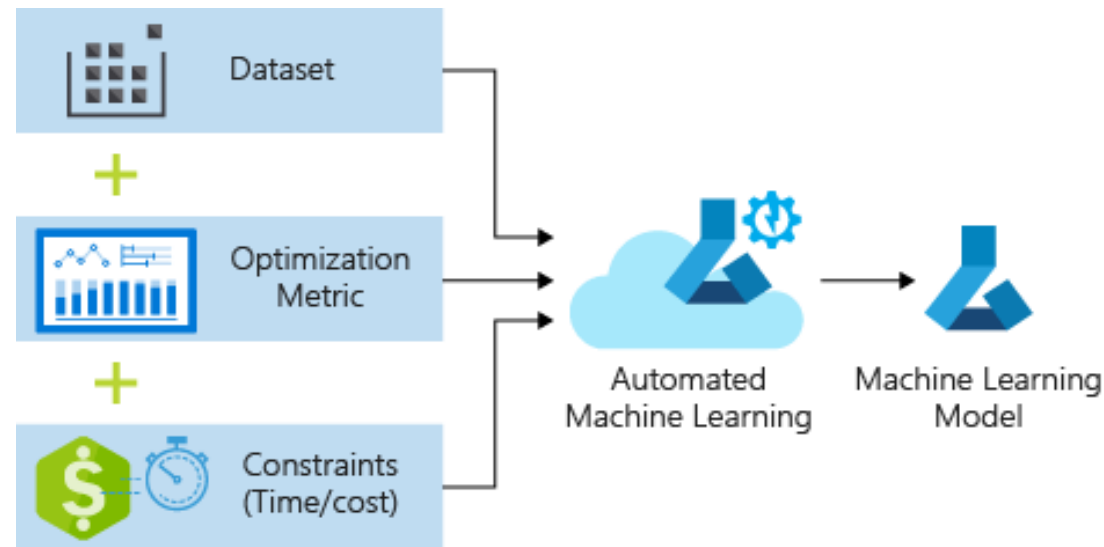 Dataset
Optimization
Metric
Constraints
(Time/cost)
Automated
Machine Learning
Machine Learning
Model